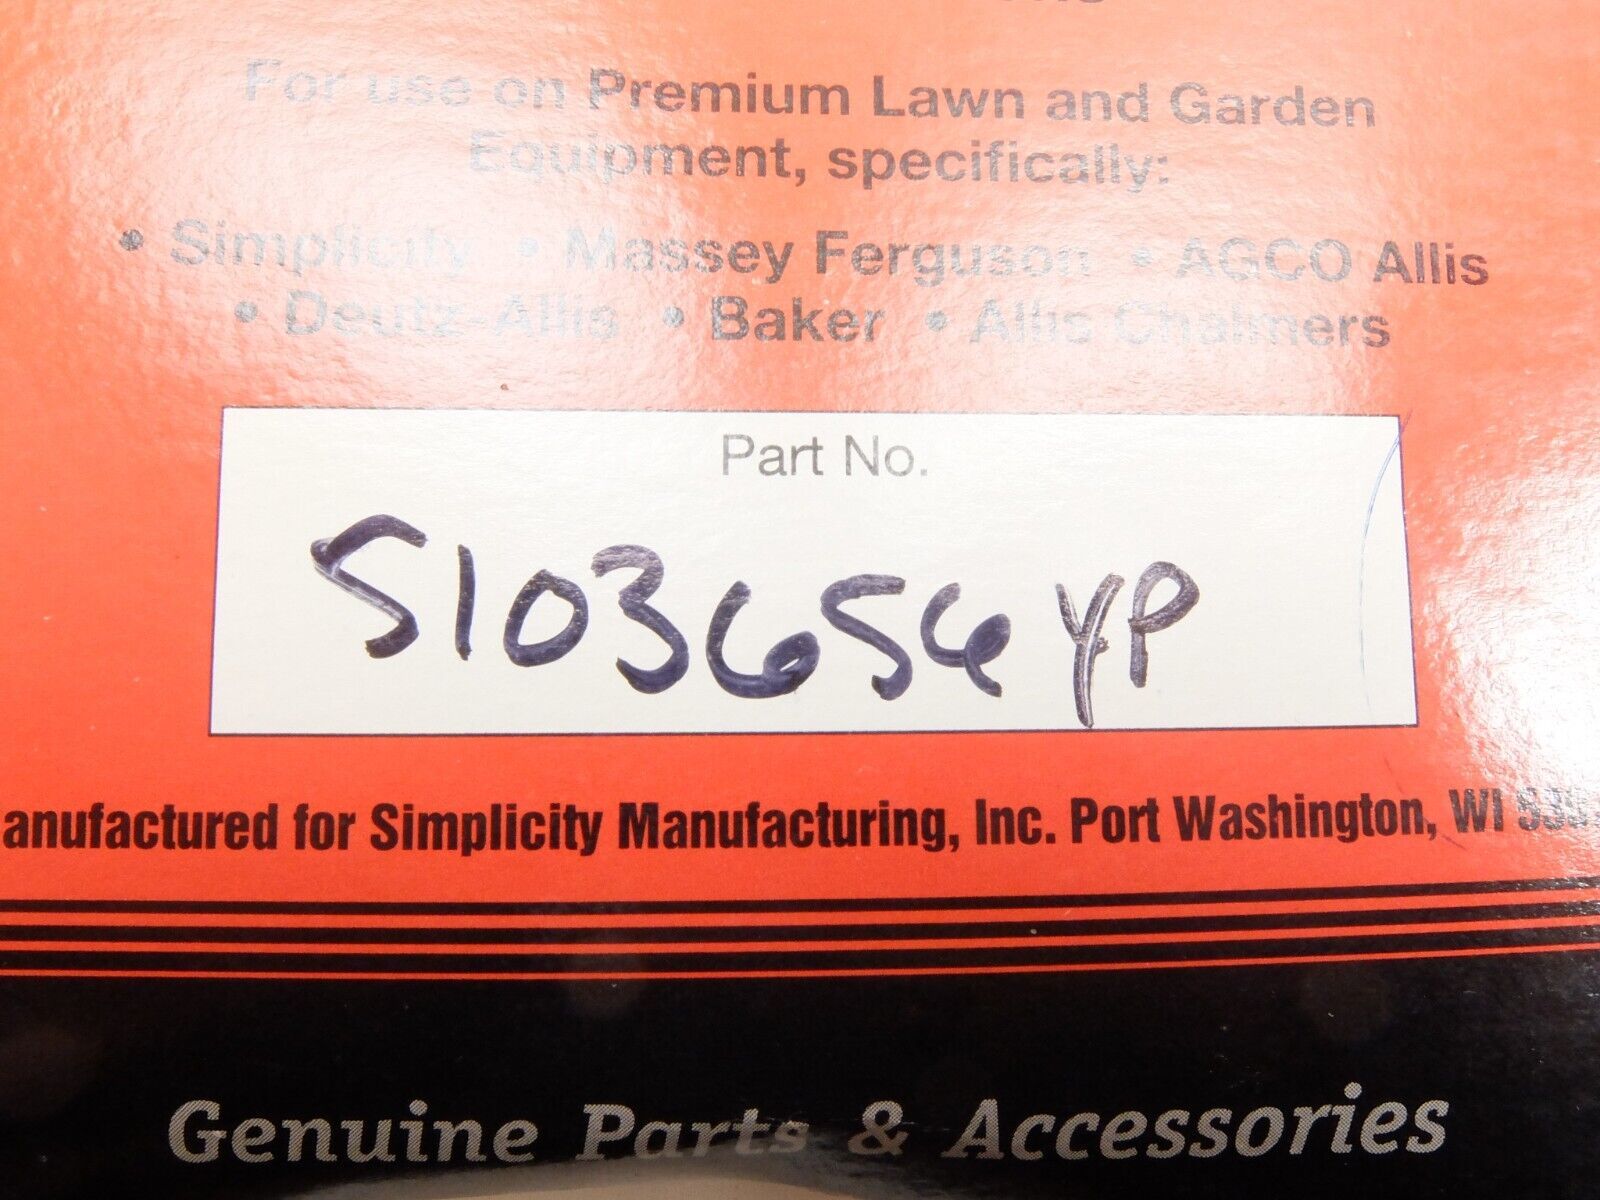 For use on Premium Lawn and Garden
Equipment, specifically:
• Simplicity • Massey Ferguson • AGCO Allis
• Deutz-Allis • Baker • Allis Chalmers
Part No.
5103656YP
anufactured for Simplicity Manufacturing, Inc. Port Washington, WI
Genuine Parts & Accessories